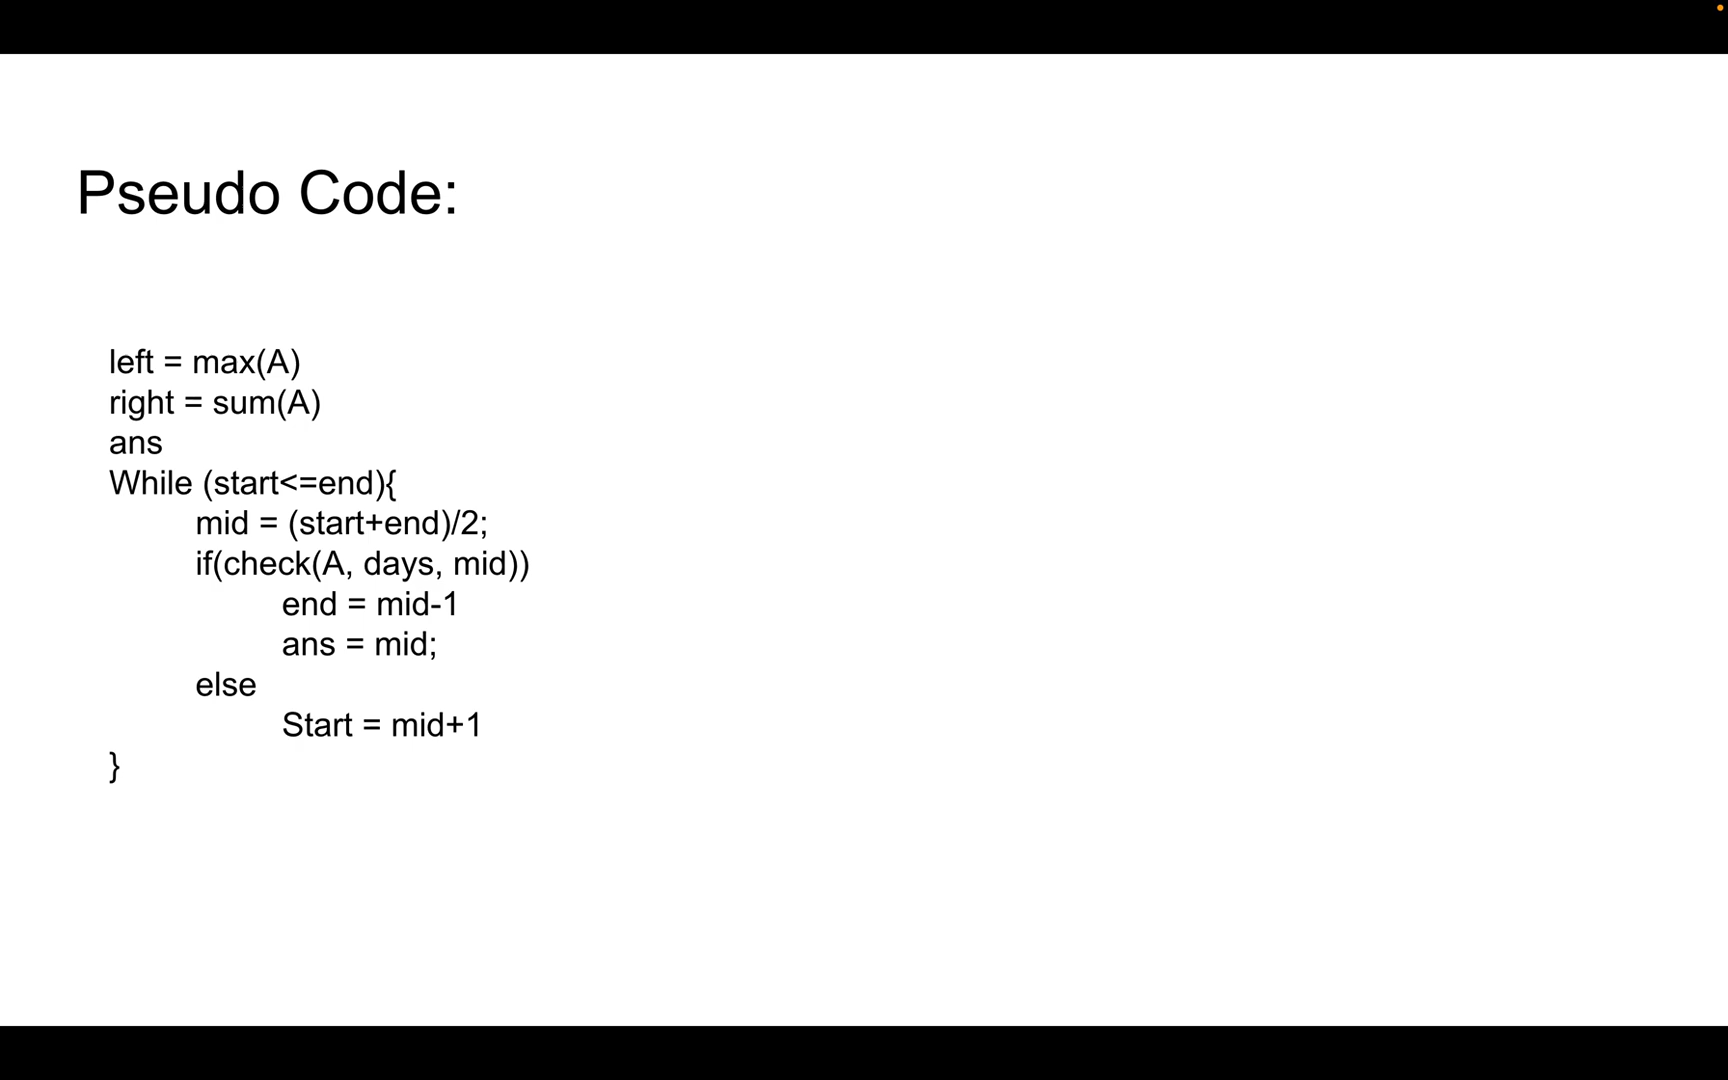 Pseudo Code:
left = max(A)
right = sum(A)
ans
While (start<=end){
mid = (start+end)/2;
if(check(A, days, mid))
end = mid-1
ans = mid;
else
Start = mid+1
}